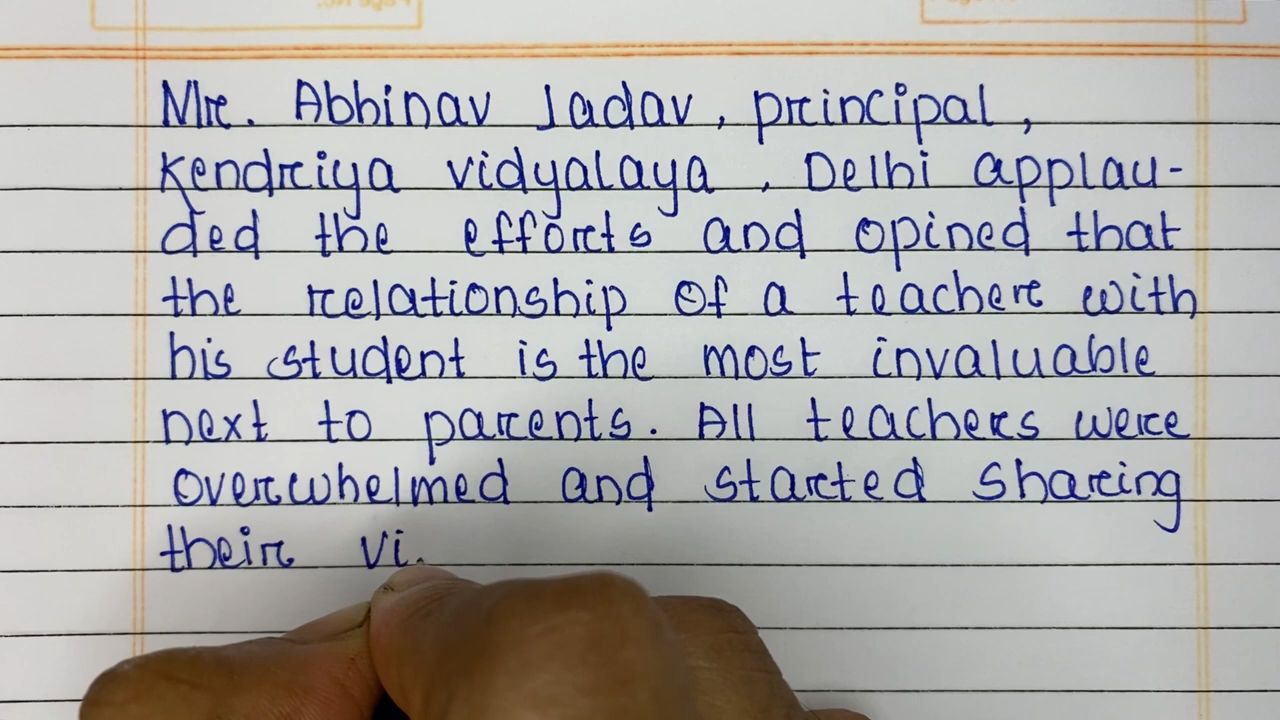 Mr. Abhinav Jadav, principal,
Kendriya vidyalaya, Delhi applau-
ded the efforts and opined that
the relationship of a teacher with
his student is the most invaluable
next to parents. All teachers were
overwhelmed and started sharing
their vi